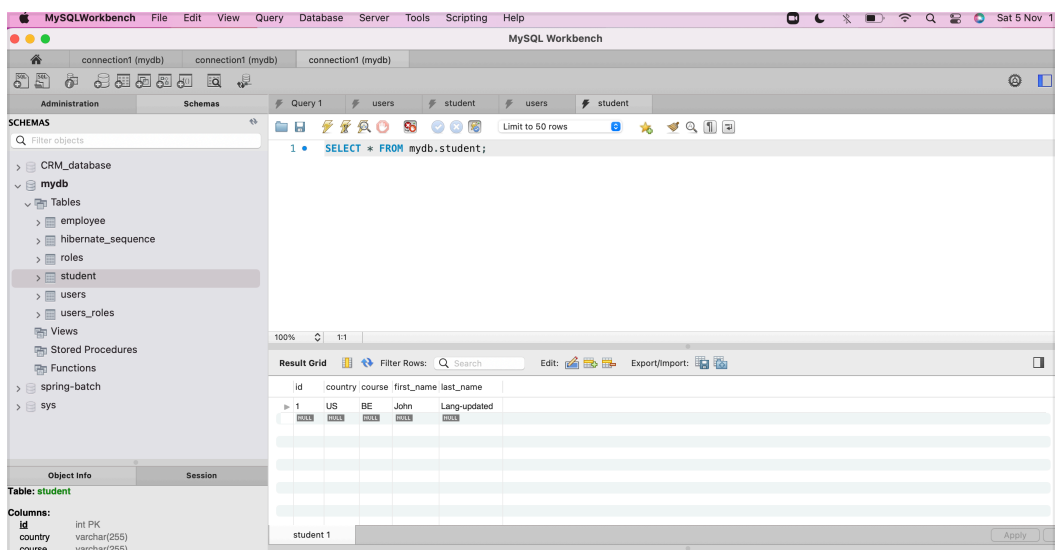 MySQLWorkbench File Edit View Query Database Server Tools Scripting Help Sat 5 Nov 1
MySQL Workbench
connection1 (mydb) connection1 (mydb) connection1 (mydb)
Administration Schemas Query 1 users student users student
SCHEMAS
Filter objects
Limit to 50 rows
1 SELECT * FROM mydb.student;
CRM_database
mydb
Tables
employee
hibernate_sequence
roles
student
users
users_roles
Views
Stored Procedures
Functions
spring-batch
sys
100% 1:1
Result Grid Filter Rows: Search Edit: Export/Import:
id country course first_name last_name
1 US BE John Lang-updated
NULL NULL NULL NULL NULL
Object Info Session
Table: student
Columns:
id int PK
country varchar(255)
course varchar(255)
student 1 Apply